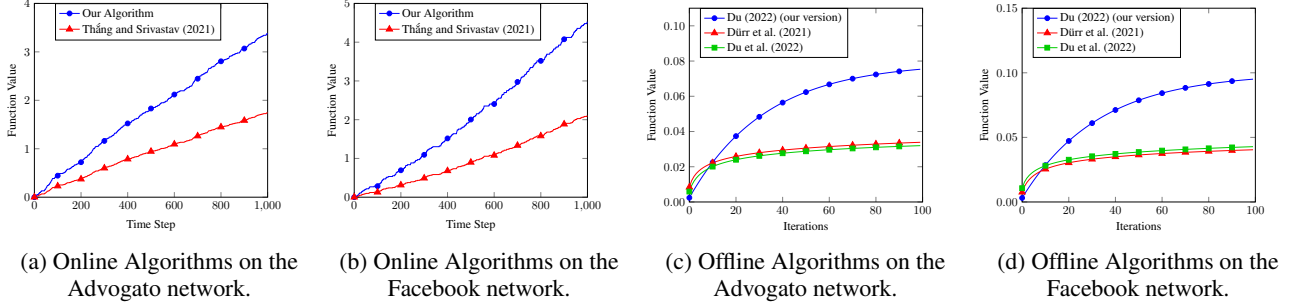 Our Algorithm
Thắng and Srivastav (2021)
Function Value
4
3
2
1
0
0 200 400 600 800 1,000
Time Step
(a) Online Algorithms on the
Advogato network.
Our Algorithm
Thắng and Srivastav (2021)
Function Value
5
4
3
2
1
0
0 200 400 600 800 1,000
Time Step
(b) Online Algorithms on the
Facebook network.
Du (2022) (our version)
Dürr et al. (2021)
Du et al. (2022)
Function Value
0.10
0.08
0.06
0.04
0.02
0.00
0 20 40 60 80 100
Iterations
(c) Offline Algorithms on the
Advogato network.
Du (2022) (our version)
Dürr et al. (2021)
Du et al. (2022)
Function Value
0.15
0.10
0.05
0.00
0 20 40 60 80 100
Iterations
(d) Offline Algorithms on the
Facebook network.